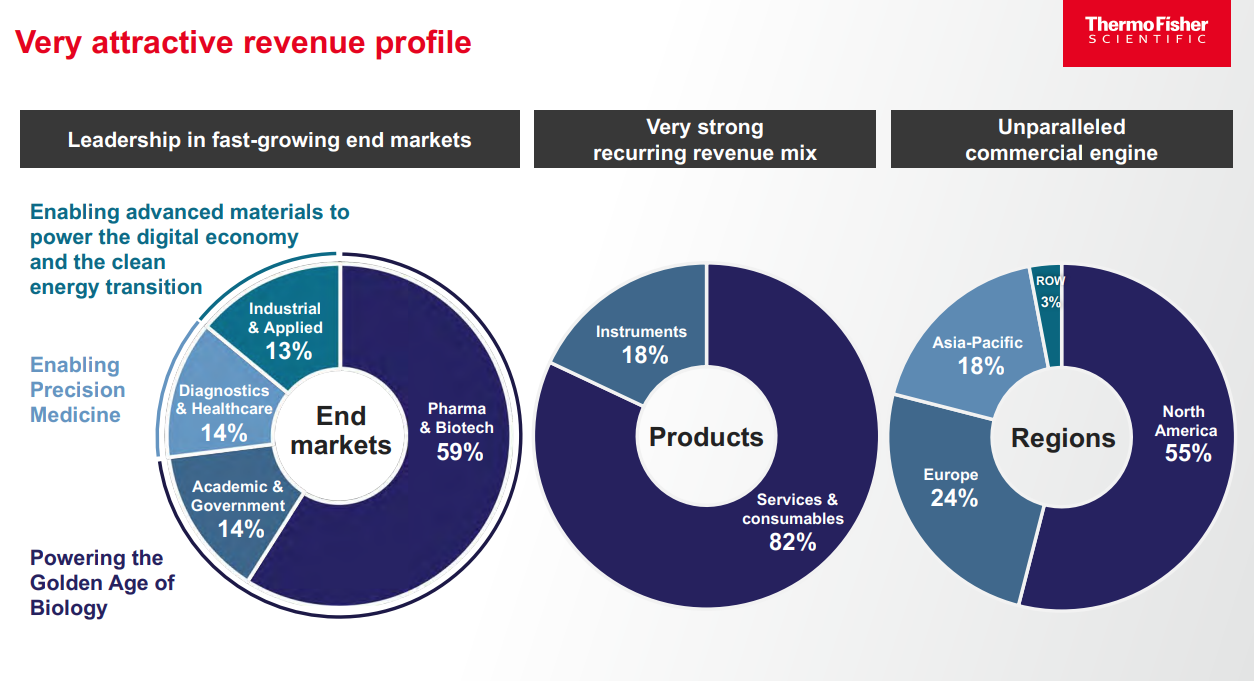 Very attractive revenue profile
ThermoFisher
SCIENTIFIC
Leadership in fast-growing end markets
Very strong
recurring revenue mix
Unparalleled
commercial engine
Enabling advanced materials to
power the digital economy
and the clean
energy transition
Enabling
Precision
Medicine
Powering the
Golden Age of
Biology
Industrial
& Applied
13%
Diagnostics
& Healthcare
14%
Academic &
Government
14%
End
markets
Pharma
& Biotech
59%
Instruments
18%
Products
Services &
consumables
82%
ROW
3%
Asia-Pacific
18%
Europe
24%
Regions
North
America
55%